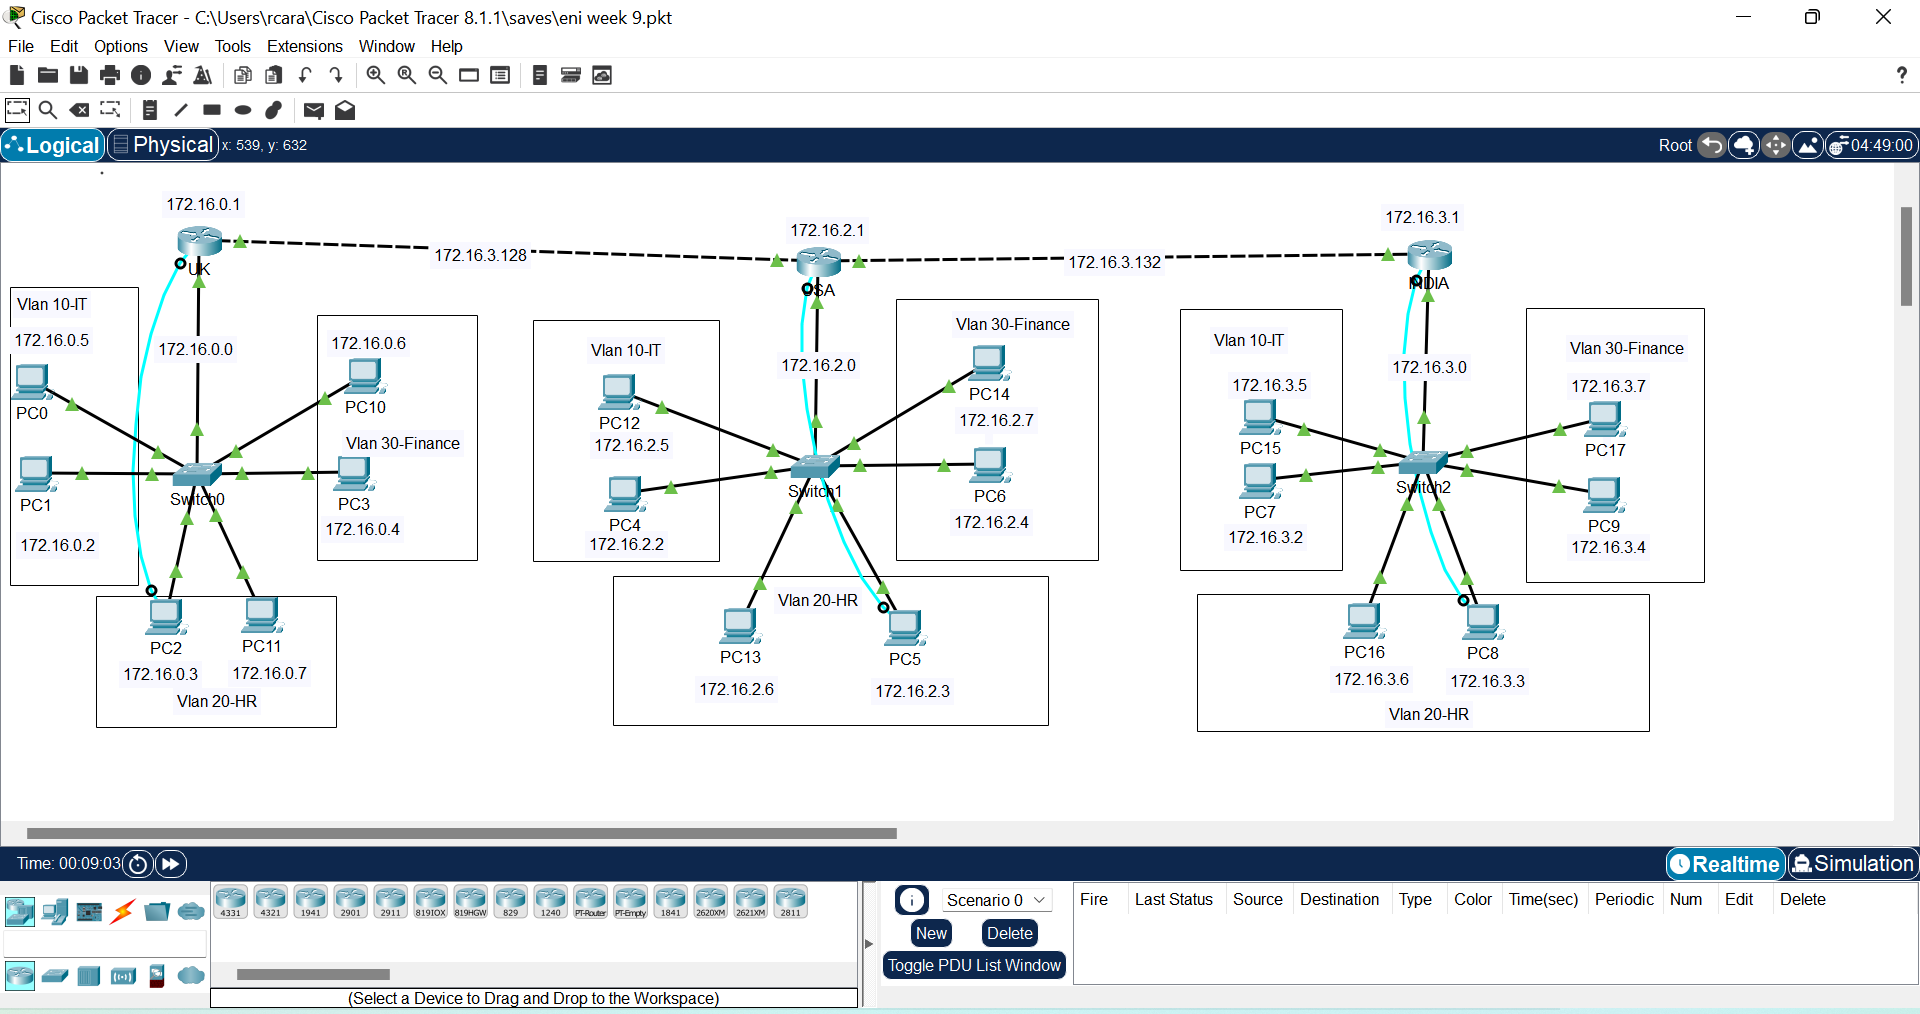 Cisco Packet Tracer - C:\Users\rcara\Cisco Packet Tracer 8.1.1\saves\eni week 9.pkt
File Edit Options View Tools Extensions Window Help
?
Logical Physical x: 539, y: 632 Root 04:49:00
172.16.0.1
172.16.2.1
172.16.3.1
172.16.3.128
172.16.3.132
UK
USA
INDIA
Vlan 10-IT
172.16.0.5
PC0
PC1
172.16.0.2
172.16.0.0
172.16.0.6
PC10
Vlan 30-Finance
PC3
172.16.0.4
Switch0
PC2
PC11
172.16.0.3
172.16.0.7
Vlan 20-HR
Vlan 10-IT
PC12
172.16.2.5
PC4
172.16.2.2
172.16.2.0
Vlan 30-Finance
PC14
172.16.2.7
PC6
172.16.2.4
Switch1
Vlan 20-HR
PC13
PC5
172.16.2.6
172.16.2.3
Vlan 10-IT
172.16.3.5
PC15
PC7
172.16.3.2
172.16.3.0
Vlan 30-Finance
172.16.3.7
PC17
PC9
172.16.3.4
Switch2
PC16
PC8
172.16.3.6
172.16.3.3
Vlan 20-HR
Time: 00:09:03 Realtime Simulation
4331 4321 1941 2901 2911 819IOX 819HGW 829 1240 PT-Router PT-Empty 1841 2620XM 2621XM 2811
(Select a Device to Drag and Drop to the Workspace)
Scenario 0
New Delete
Toggle PDU List Window
Fire Last Status Source Destination Type Color Time(sec) Periodic Num Edit Delete